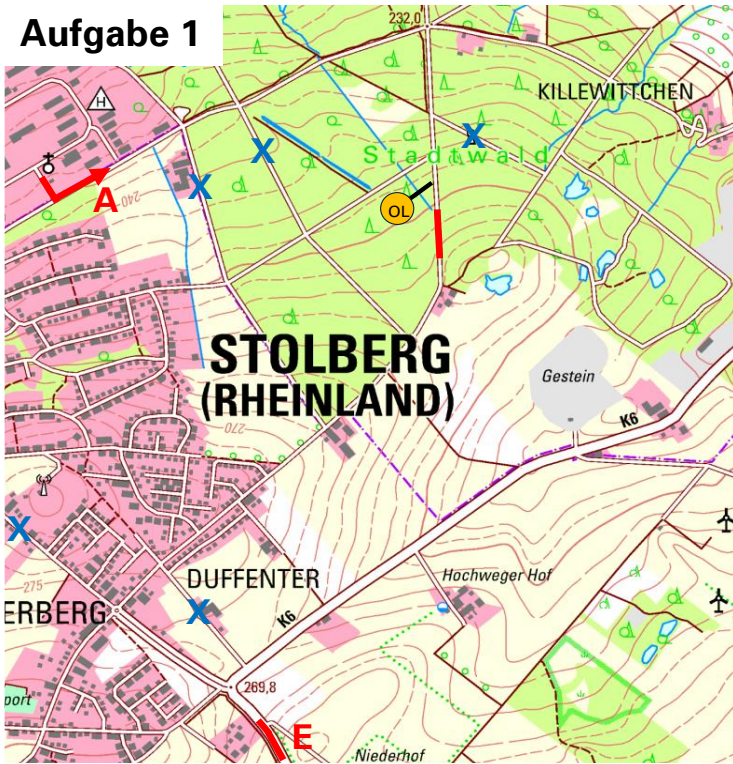 Aufgabe 1
232,0
H
KILLEWITTCHEN
X
X
Stadtwald
X
A
240
OL
STOLBERG
(RHEINLAND)
Gestein
K6
270
X
DUFFENTER
Hochweger Hof
275
X
ERBERG
K6
269,8
port
E
Niederhof